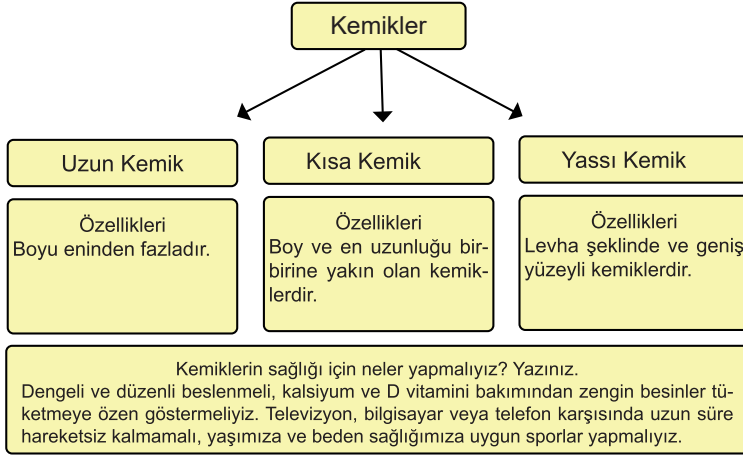 Kemikler
Uzun Kemik
Kısa Kemik
Yassı Kemik
Özellikleri
Boyu eninden fazladır.
Özellikleri
Boy ve en uzunluğu bir-
birine yakın olan kemik-
lerdir.
Özellikleri
Levha şeklinde ve geniş
yüzeyli kemiklerdir.
Kemiklerin sağlığı için neler yapmalıyız? Yazınız.
Dengeli ve düzenli beslenmeli, kalsiyum ve D vitamini bakımından zengin besinler tü-
ketmeye özen göstermeliyiz. Televizyon, bilgisayar veya telefon karşısında uzun süre
hareketsiz kalmamalı, yaşımıza ve beden sağlığımıza uygun sporlar yapmalıyız.